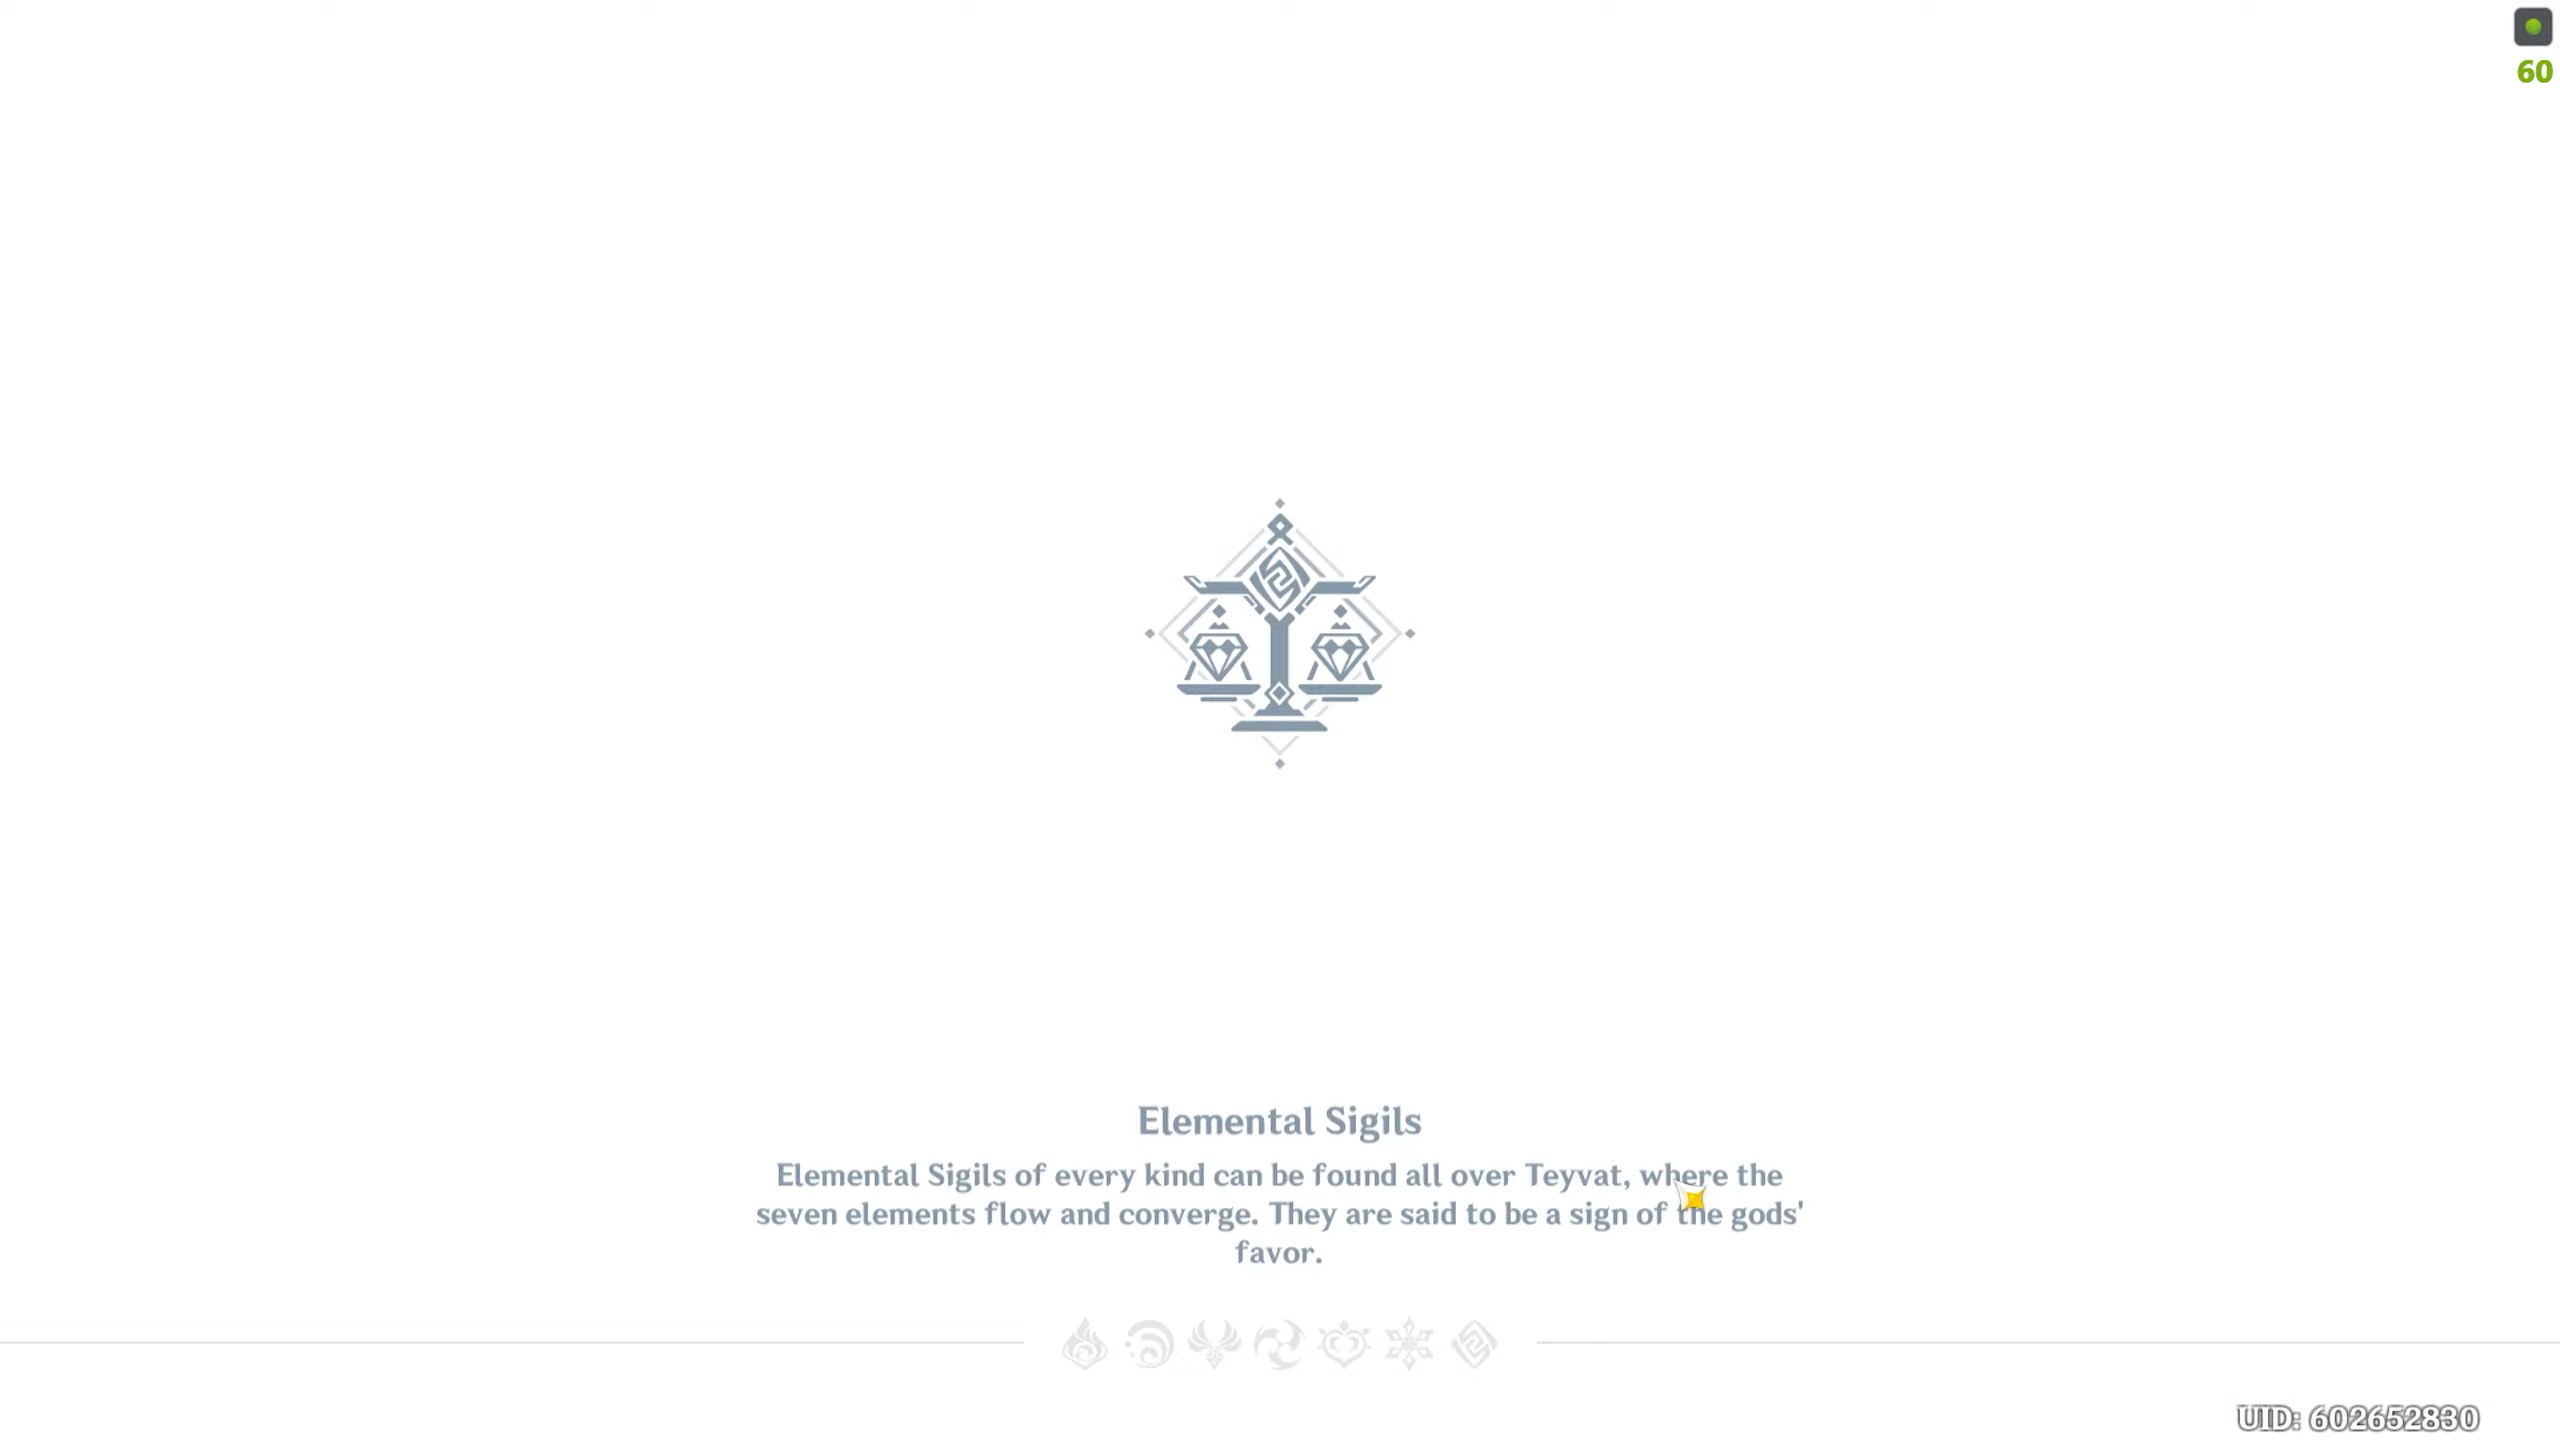 60
Elemental Sigils
Elemental Sigils of every kind can be found all over Teyvat, where the
seven elements flow and converge. They are said to be a sign of the gods'
favor.
UID: 602652830